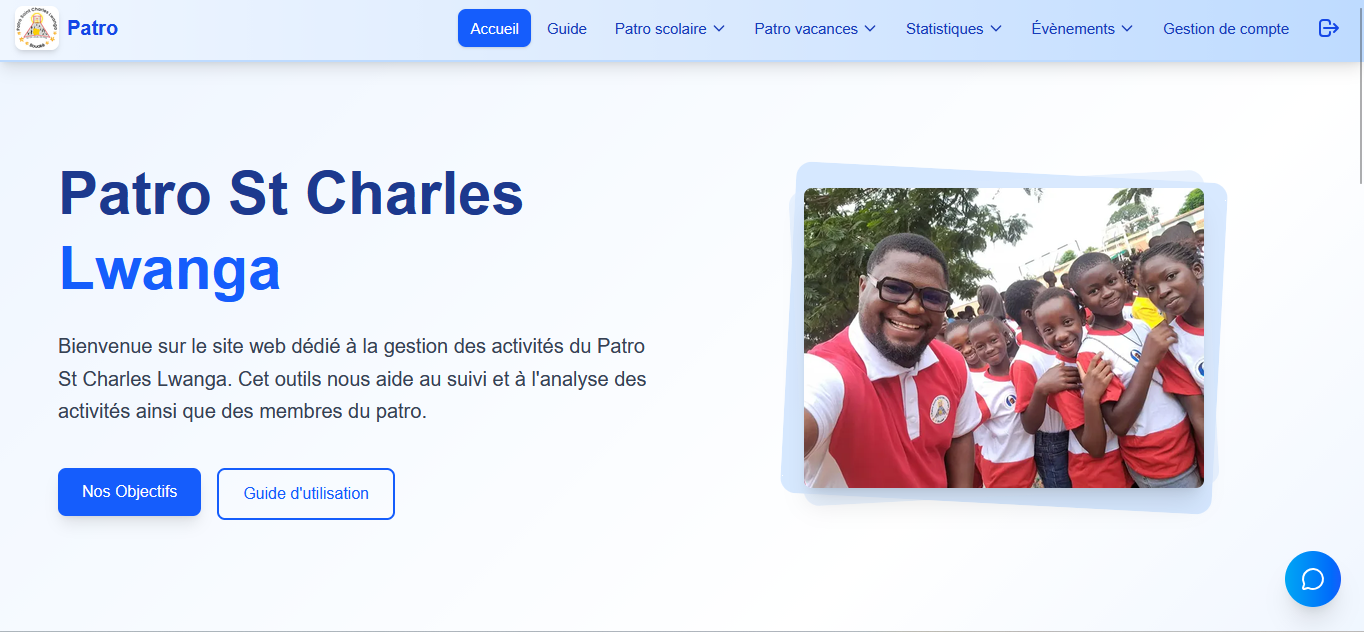 Patro
Accueil
Guide
Patro scolaire
Patro vacances
Statistiques
Évènements
Gestion de compte
Patro St Charles
Lwanga
Bienvenue sur le site web dédié à la gestion des activités du Patro
St Charles Lwanga. Cet outils nous aide au suivi et à l'analyse des
activités ainsi que des membres du patro.
Nos Objectifs
Guide d'utilisation